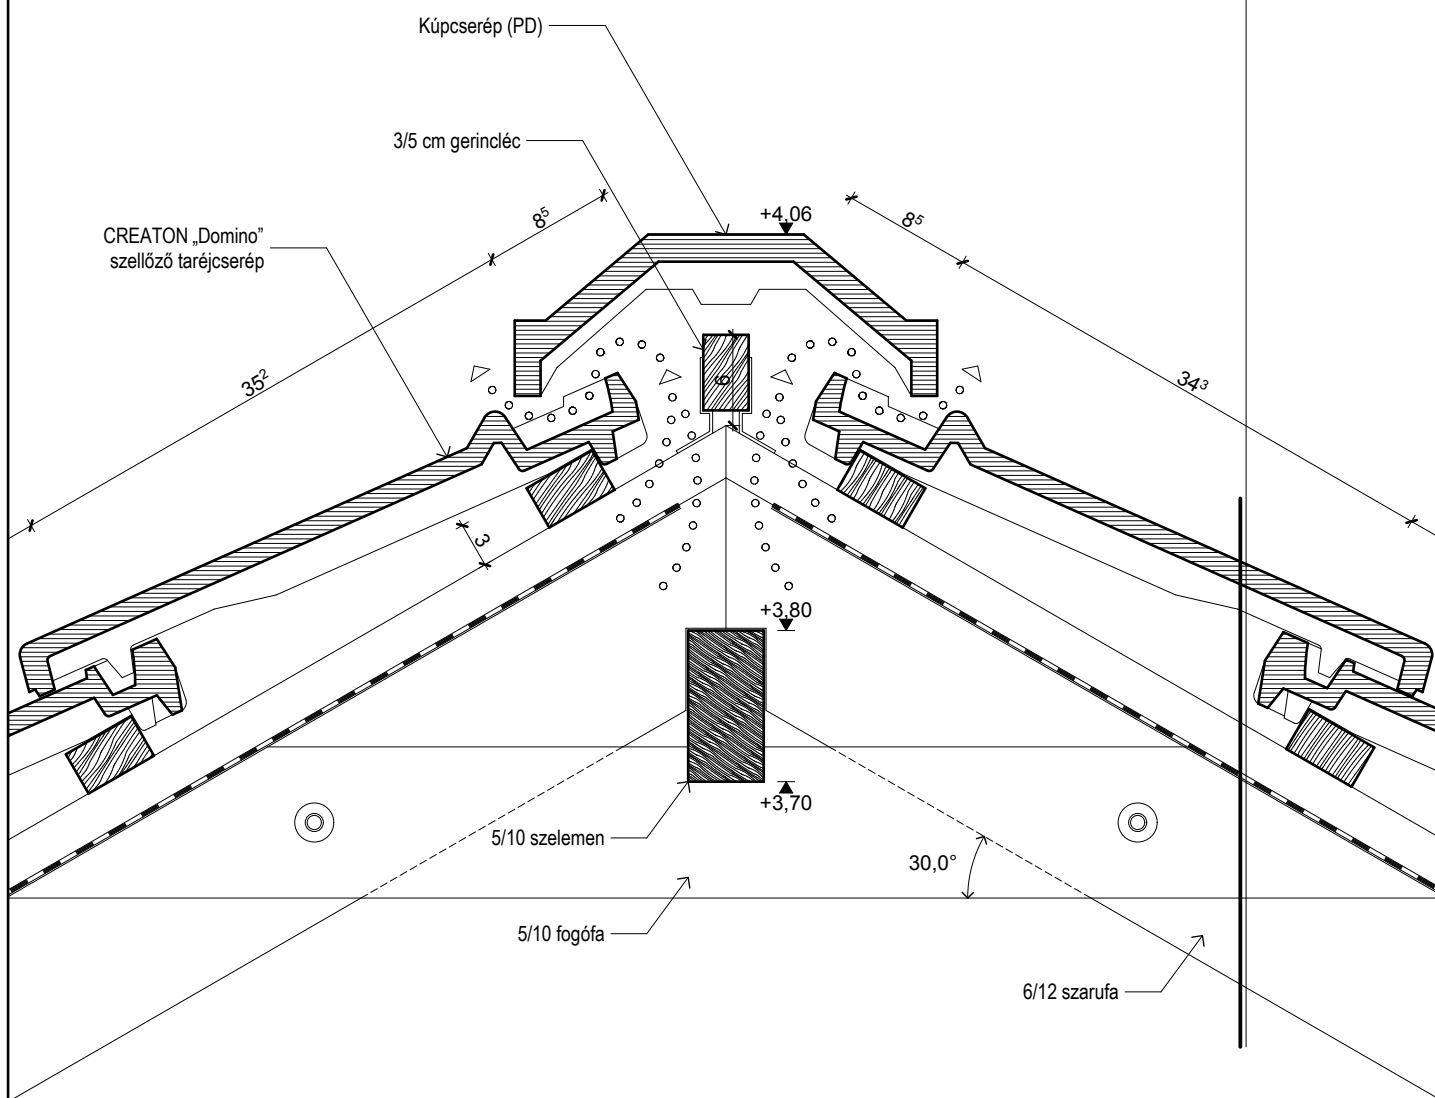 Kúpcserép (PD)
3/5 cm gerincléc
CREATON „Domino”
szellőző taréjcserép
8⁵
+4,06
8⁵
35²
6
34³
3
+3,80
+3,70
5/10 szelemen
30,0°
5/10 fogófa
6/12 szarufa